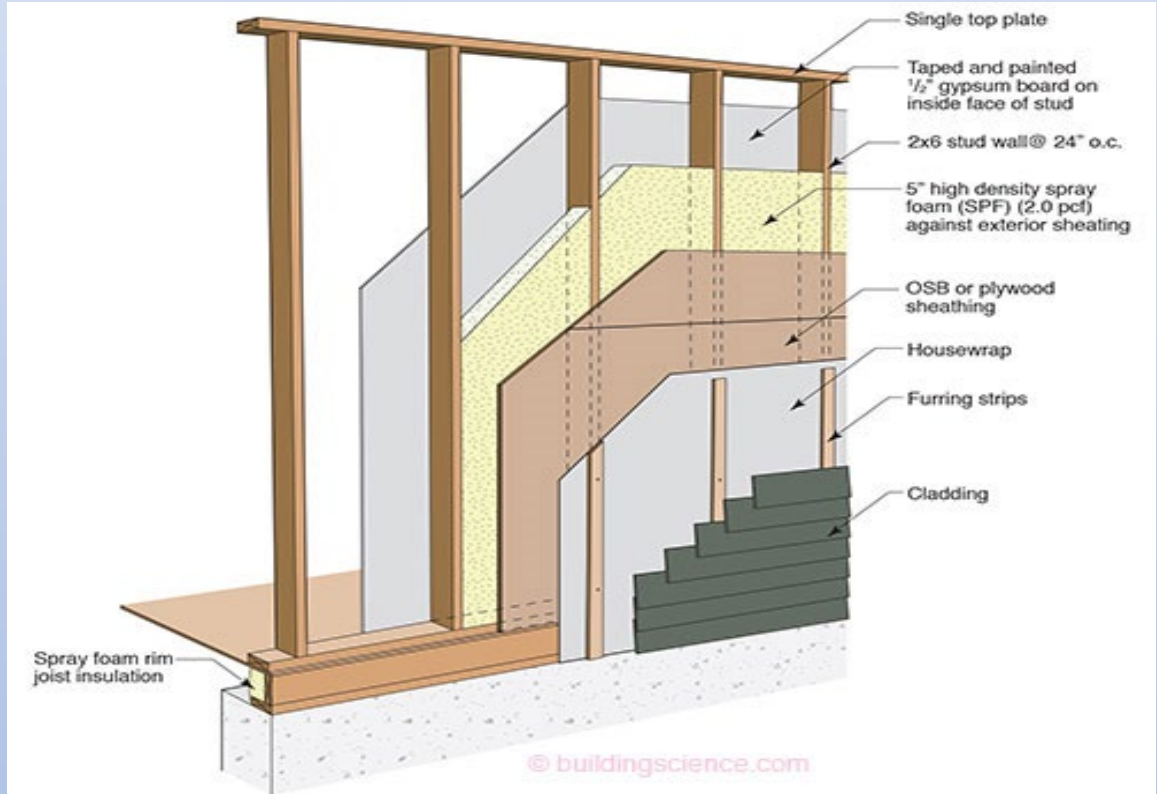 Single top plate
Taped and painted
1/2" gypsum board on
inside face of stud
2x6 stud wall@ 24" o.c.
5" high density spray
foam (SPF) (2.0 pcf)
against exterior sheating
OSB or plywood
sheathing
Housewrap
Furring strips
Cladding
Spray foam rim
joist insulation
© buildingscience.com